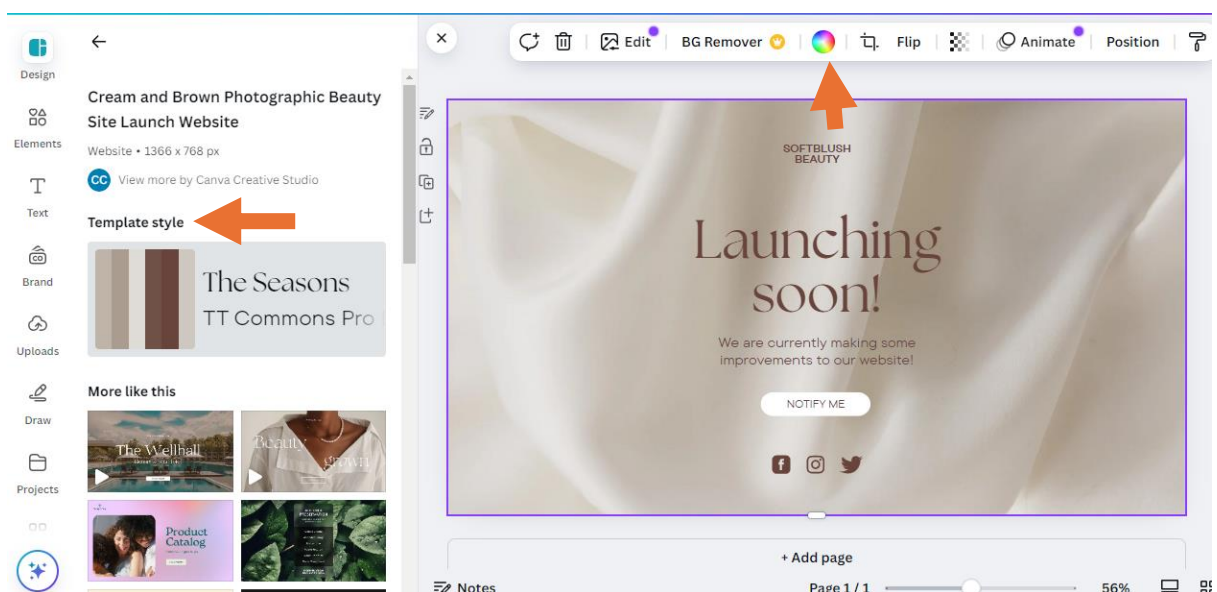 Design
Elements
Text
Brand
Uploads
Draw
Projects
Cream and Brown Photographic Beauty
Site Launch Website
Website • 1366 x 768 px
CC View more by Canva Creative Studio
Template style
The Seasons
TT Commons Pro
More like this
The Wellhall
Beauty
grown
Product
Catalog
Edit
BG Remover
Flip
Animate
Position
SOFTBLUSH
BEAUTY
Launching
soon!
We are currently making some
improvements to our website!
NOTIFY ME
+ Add page
Notes
Page 1 / 1
56%